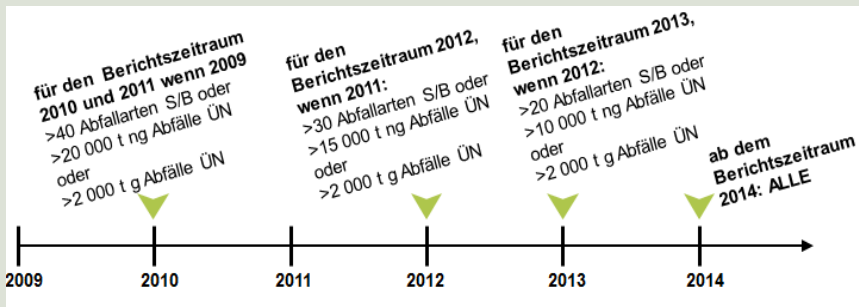 für den Berichtszeitraum
2010 und 2011 wenn 2009
>40 Abfallarten S/B oder
>20 000 t ng Abfälle ÜN
oder
>2 000 t g Abfälle ÜN
für den
Berichtszeitraum 2012,
wenn 2011:
>30 Abfallarten S/B oder
>15 000 t ng Abfälle ÜN
oder
>2 000 t g Abfälle ÜN
für den
Berichtszeitraum 2013,
wenn 2012:
>20 Abfallarten S/B oder
>10 000 t ng Abfälle ÜN
oder
>2 000 t g Abfälle ÜN
ab dem
Berichtszeitraum
2014: ALLE
2009 2010 2011 2012 2013 2014